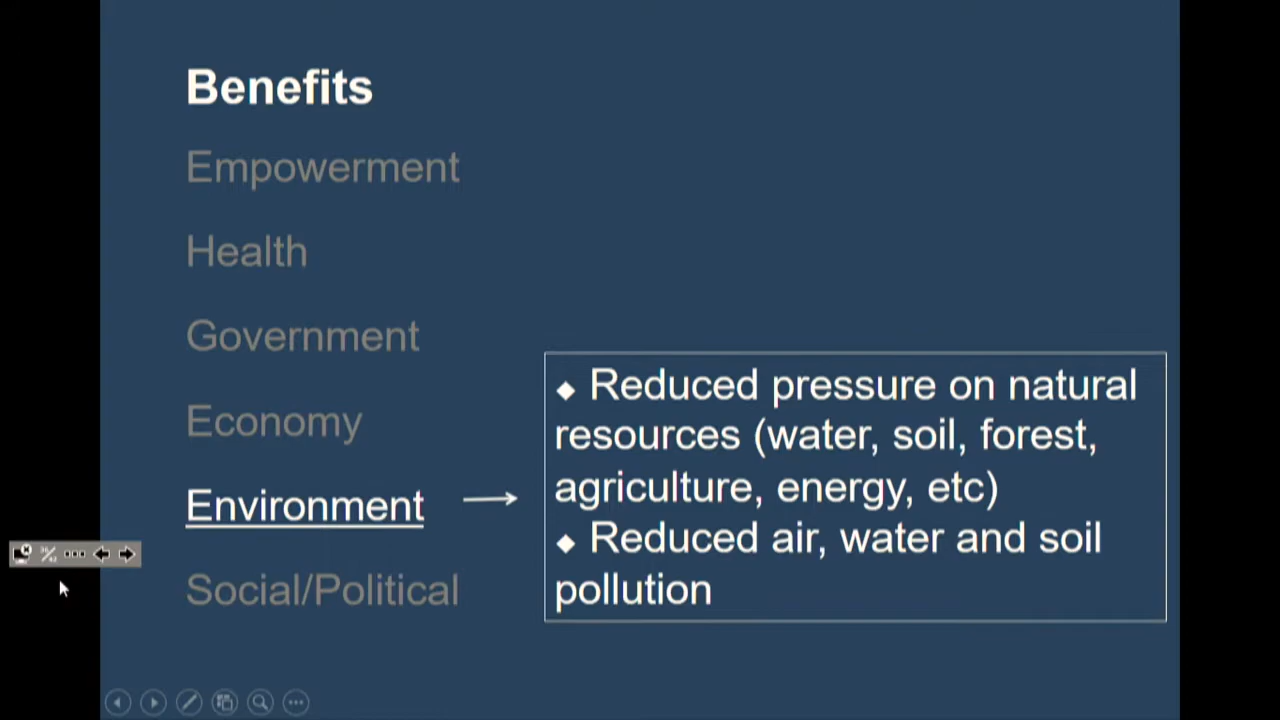 Benefits
Empowerment
Health
Government
Economy
Environment
Social/Political
◆ Reduced pressure on natural
resources (water, soil, forest,
agriculture, energy, etc)
◆ Reduced air, water and soil
pollution